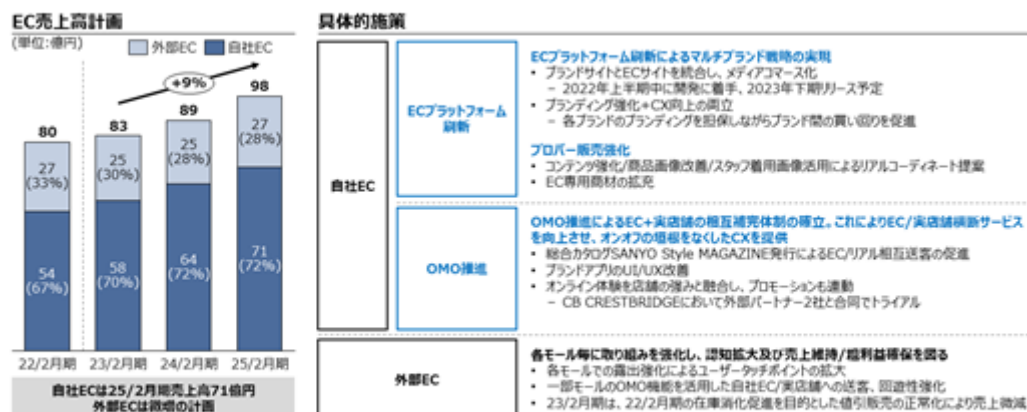 EC売上高計画
(単位:億円)
外部EC 自社EC
+9%
80
83
89
98
27
(33%)
25
(30%)
25
(28%)
27
(28%)
54
(67%)
58
(70%)
64
(72%)
71
(72%)
22/2月期 23/2月期 24/2月期 25/2月期
自社ECは25/2月期売上高71億円
外部ECは微増の計画
具体的施策
自社EC
ECプラットフォーム
刷新
ECプラットフォーム刷新によるマルチブランド戦略の実現
• ブランドサイトとECサイトを統合し、メディアコマース化
– 2022年上半期中に開発に着手、2023年下期リリース予定
• ブランディング強化+CX向上の両立
– 各ブランドのブランディングを担保しながらブランド間の買い回りを促進
プロパー販売強化
• コンテンツ強化/商品画像改善/スタッフ着用画像活用によるリアルコーディネート提案
• EC専用商材の拡充
OMO推進
OMO推進によるEC+実店舗の相互補完体制の確立。これによりEC/実店舗横断サービス
を向上させ、オンオフの垣根をなくしたCXを提供
• 総合カタログSANYO Style MAGAZINE発行によるEC/リアル相互送客の促進
• ブランドアプリのUI/UX改善
• オンライン体験を店舗の強みと融合し、プロモーションも連動
– CB CRESTBRIDGEにおいて外部パートナー2社と合同でトライアル
外部EC
各モール毎に取り組みを強化し、認知拡大及び売上維持/粗利益確保を図る
• 各モールでの露出強化によるユーザータッチポイントの拡大
• 一部モールのOMO機能を活用した自社EC/実店舗への送客、回遊性強化
• 23/2月期は、22/2月期の在庫消化促進を目的とした値引販売の正常化により売上微減